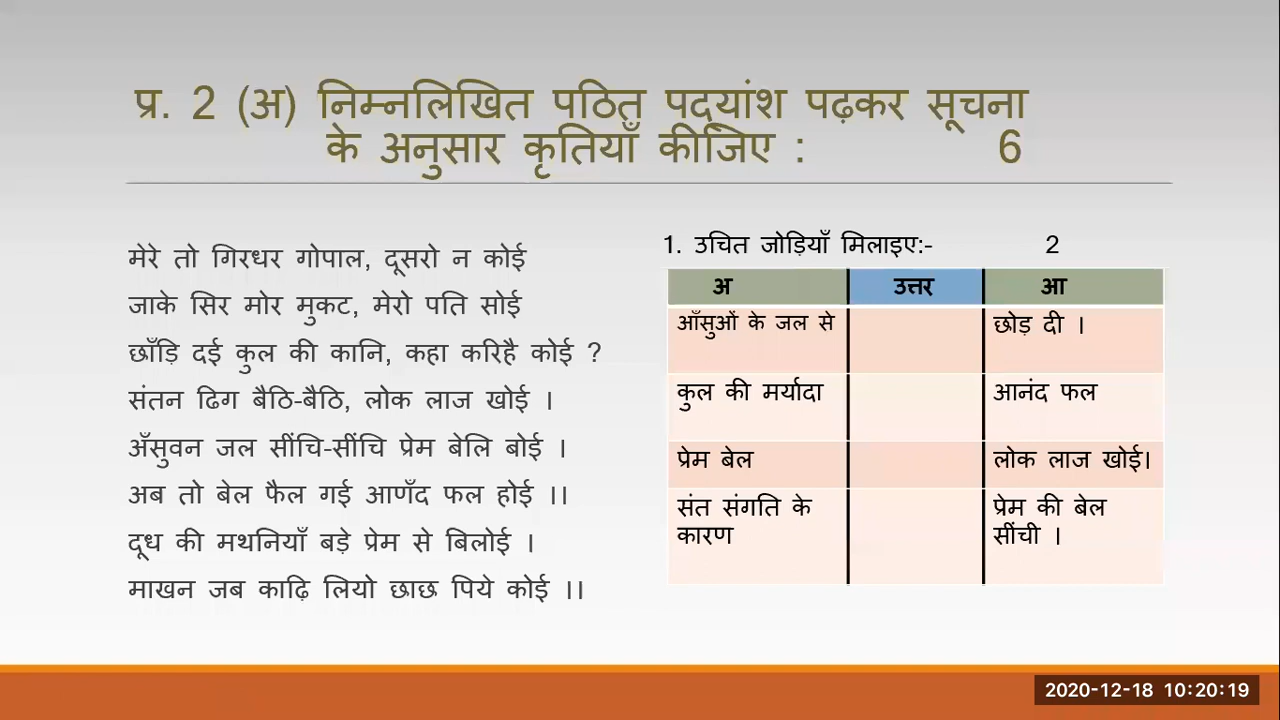 प्र. 2 (अ) निम्नलिखित पठित पद्यांश पढ़कर सूचना
के अनुसार कृतियाँ कीजिए : 6
मेरे तो गिरधर गोपाल, दूसरो न कोई
जाके सिर मोर मुकट, मेरो पति सोई
छाँड़ि दई कुल की कानि, कहा करिहै कोई ?
संतन ढिग बैठि-बैठि, लोक लाज खोई ।
अँसुवन जल सींचि-सींचि प्रेम बेलि बोई ।
अब तो बेल फैल गई आणँद फल होई ।।
दूध की मथनियाँ बड़े प्रेम से बिलोई ।
माखन जब काढ़ि लियो छाछ पिये कोई ।।
1. उचित जोड़ियाँ मिलाइए:- 2
अ उत्तर आ
आँसुओं के जल से छोड़ दी ।
कुल की मर्यादा आनंद फल
प्रेम बेल लोक लाज खोई।
संत संगति के प्रेम की बेल
कारण सींची ।
2020-12-18 10:20:19